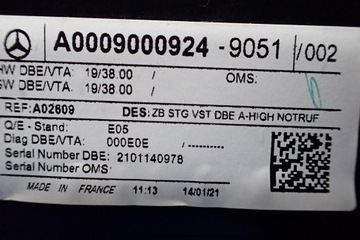 A0009000924 - 9051 /002
HW DBE/VTA: 19/38.00 / OMS:
SW DBE/VTA: 19/38.00 /
REF: A02609 DES: ZB STG VST DBE A-HIGH NOTRUF
Q/E - Stand: E05
Diag DBE/VTA: 000E0E / ----------
Serial Number DBE: 2101140978
Serial Number OMS:
MADE IN FRANCE 11:13 14/01/21